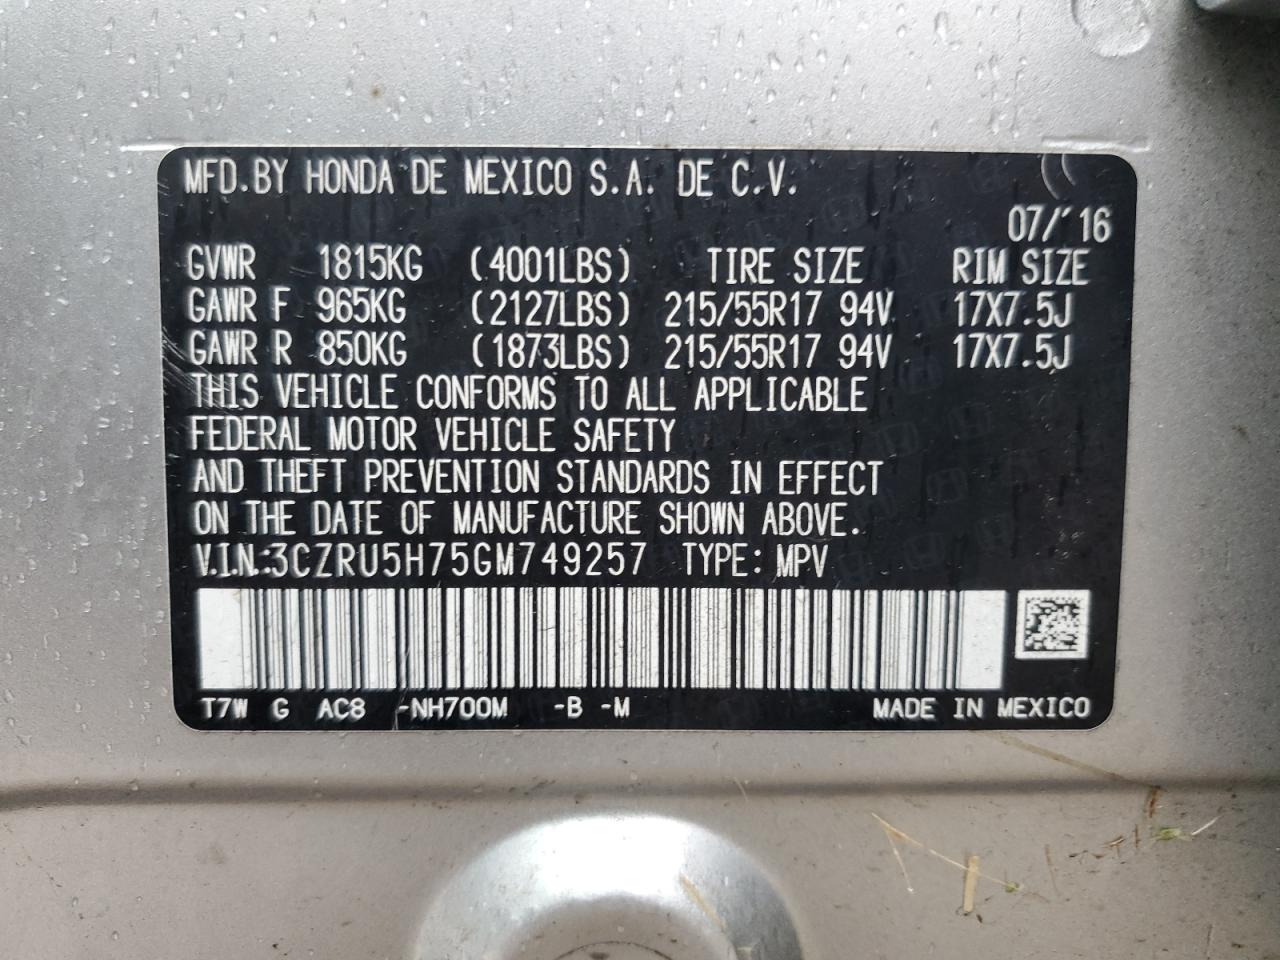 MFD.BY HONDA DE MEXICO S.A. DE C.V.
07/'16
GVWR 1815KG (4001LBS) TIRE SIZE RIM SIZE
GAWR F 965KG (2127LBS) 215/55R17 94V 17X7.5J
GAWR R 850KG (1873LBS) 215/55R17 94V 17X7.5J
THIS VEHICLE CONFORMS TO ALL APPLICABLE
FEDERAL MOTOR VEHICLE SAFETY
AND THEFT PREVENTION STANDARDS IN EFFECT
ON THE DATE OF MANUFACTURE SHOWN ABOVE.
V.I.N.:3CZRU5H75GM749257 TYPE: MPV
T7W G AC8 -NH700M -B -M MADE IN MEXICO